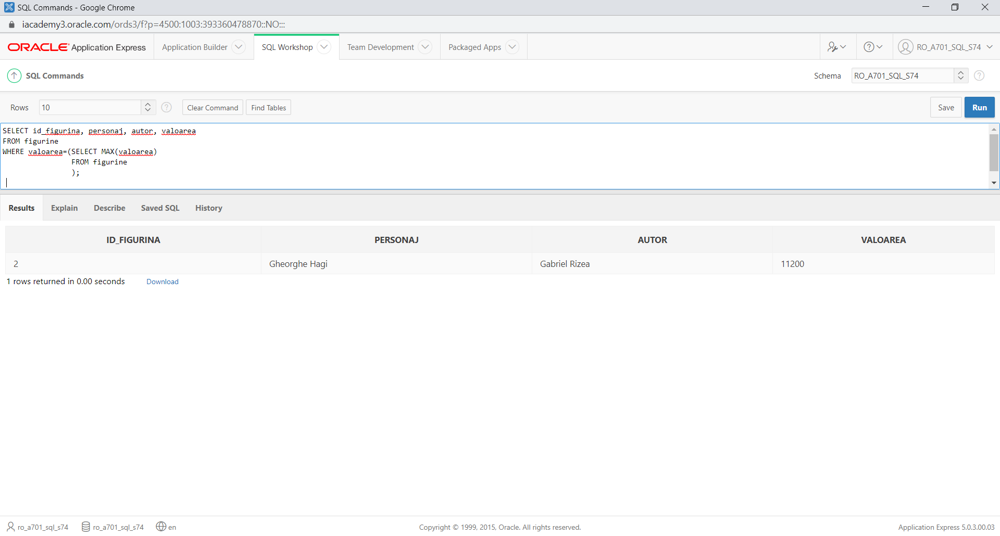 SQL Commands - Google Chrome
iacademy3.oracle.com/ords3/f?p=4500:1003:393360478870::NO:::
ORACLE® Application Express Application Builder SQL Workshop Team Development Packaged Apps ? RO_A701_SQL_S74
SQL Commands Schema RO_A701_SQL_S74 ?
Rows 10 ? Clear Command Find Tables Save Run
SELECT id_figurina, personaj, autor, valoarea
FROM figurine
WHERE valoarea=(SELECT MAX(valoarea)
FROM figurine
);
Results Explain Describe Saved SQL History
ID_FIGURINA PERSONAJ AUTOR VALOAREA
2 Gheorghe Hagi Gabriel Rizea 11200
1 rows returned in 0.00 seconds Download
ro_a701_sql_s74 ro_a701_sql_s74 en Copyright © 1999, 2015, Oracle. All rights reserved. Application Express 5.0.3.00.03